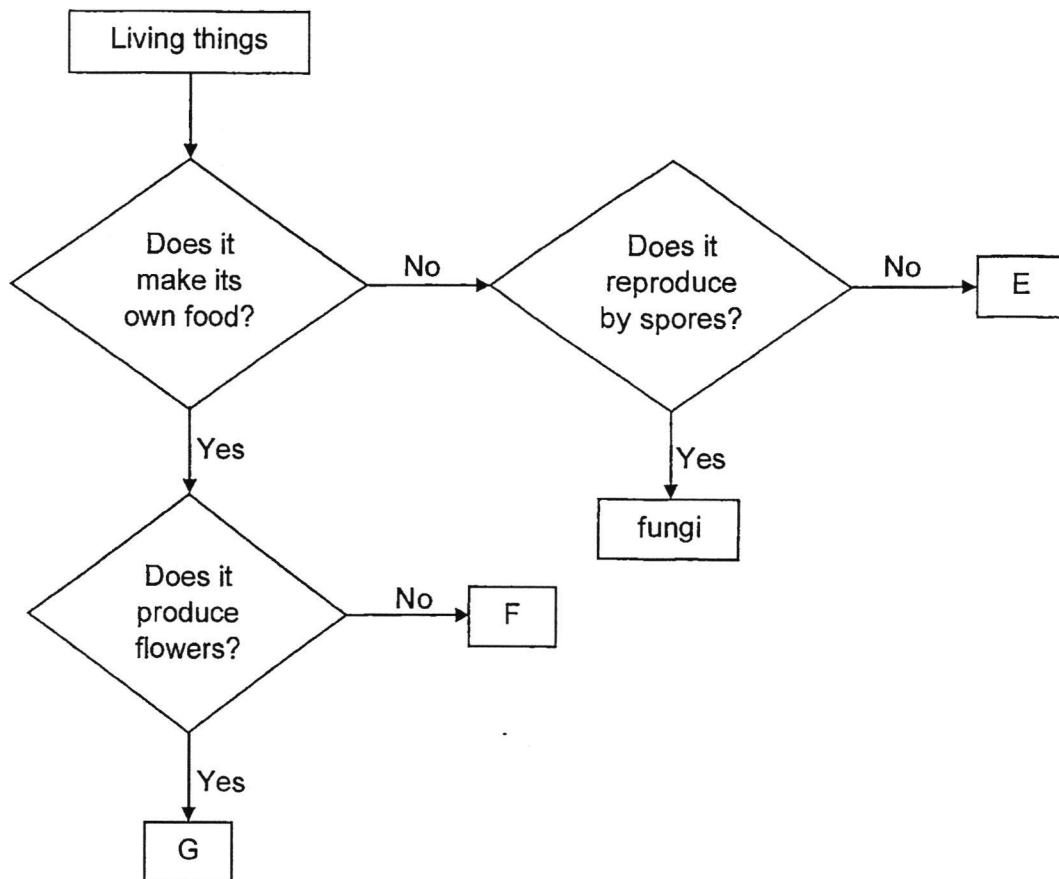 Living things
Does it
make its
own food?
No
Does it
reproduce
by spores?
No
E
Yes
Yes
fungi
Does it
produce
flowers?
No
F
Yes
G